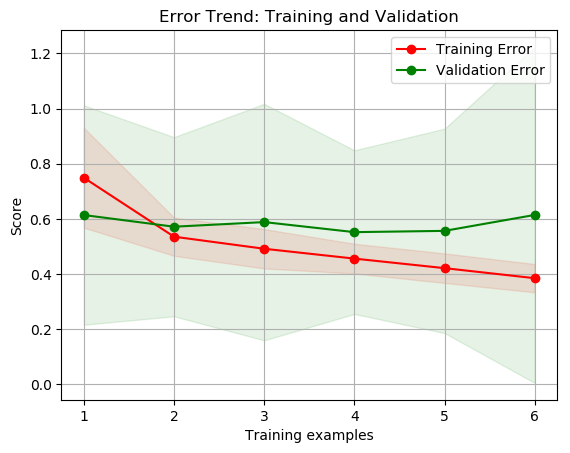 Error Trend: Training and Validation
Training Error
Validation Error
Score
1.2
1.0
0.8
0.6
0.4
0.2
0.0
1 2 3 4 5 6
Training examples